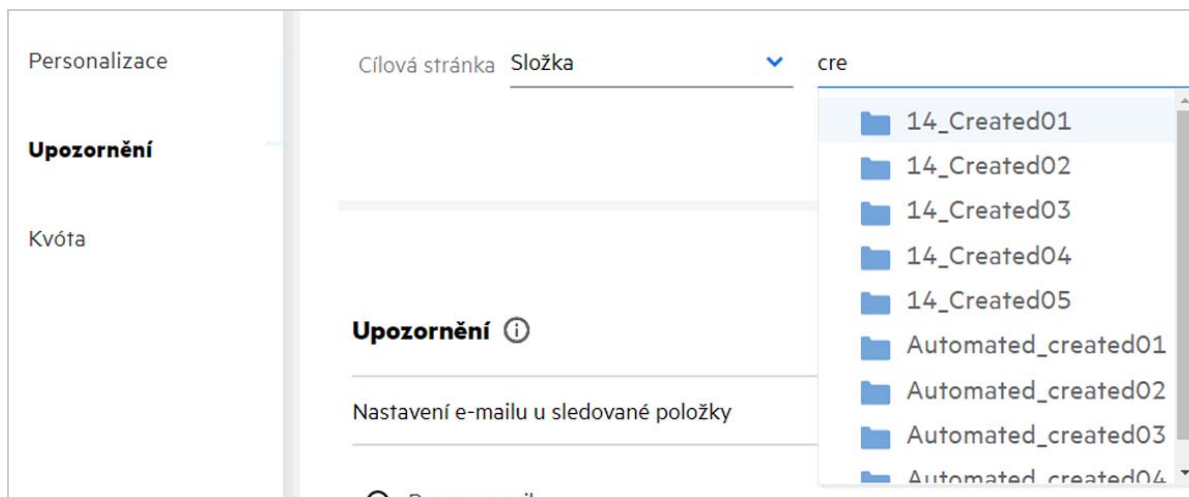 Personalizace
Upozornění
Kvóta
Cílová stránka Složka cre
14_Created01
14_Created02
14_Created03
14_Created04
14_Created05
Automated_created01
Automated_created02
Automated_created03
Automated_created04
Upozornění
Nastavení e-mailu u sledované položky